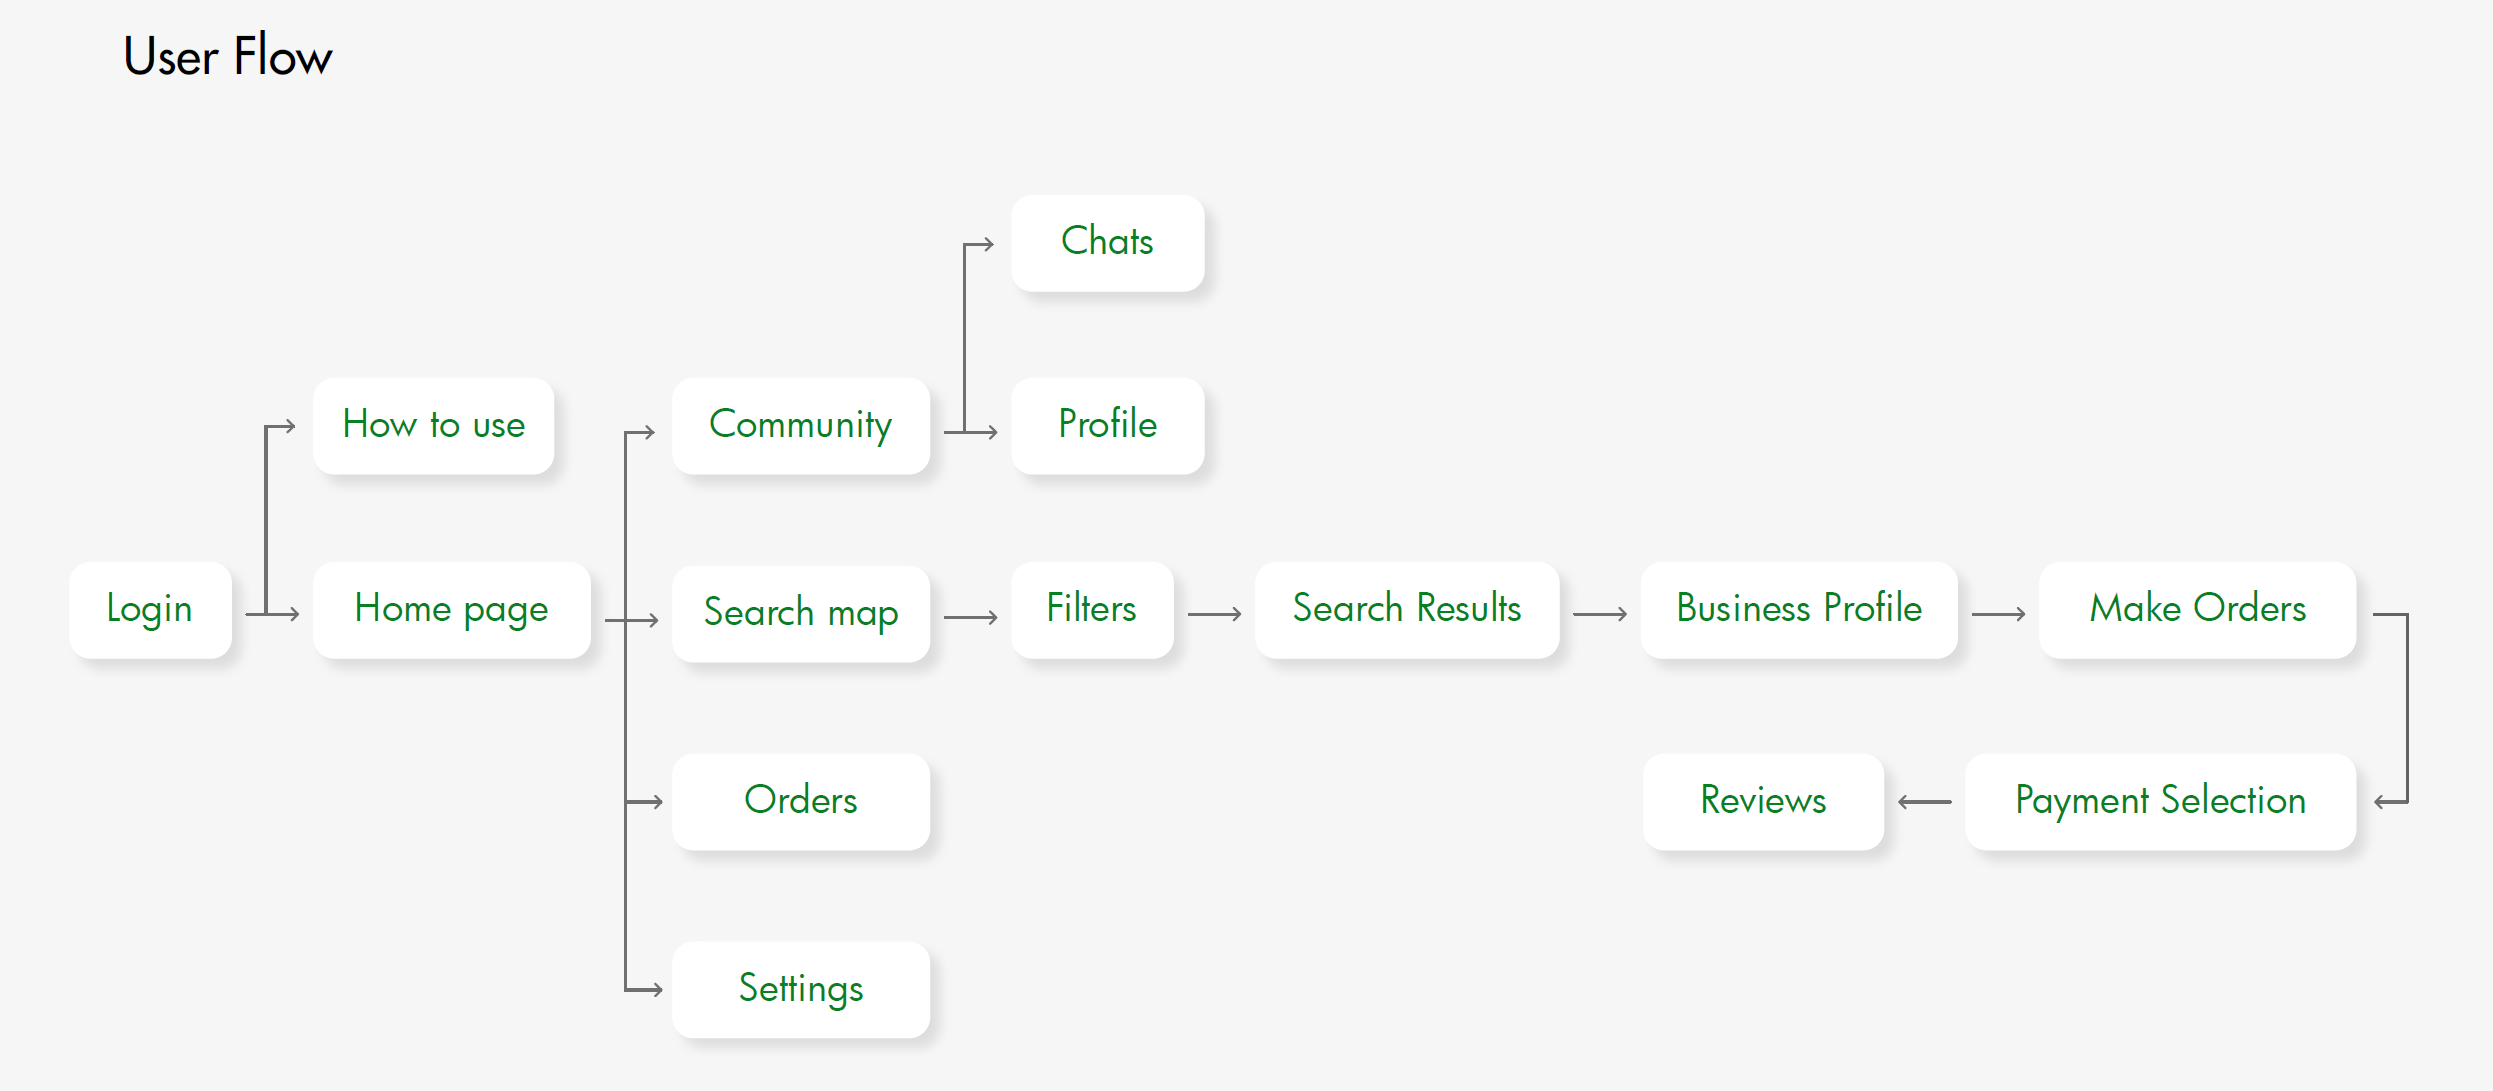 User Flow
Chats
How to use
Community
Profile
Login
Home page
Search map
Filters
Search Results
Business Profile
Make Orders
Orders
Reviews
Payment Selection
Settings